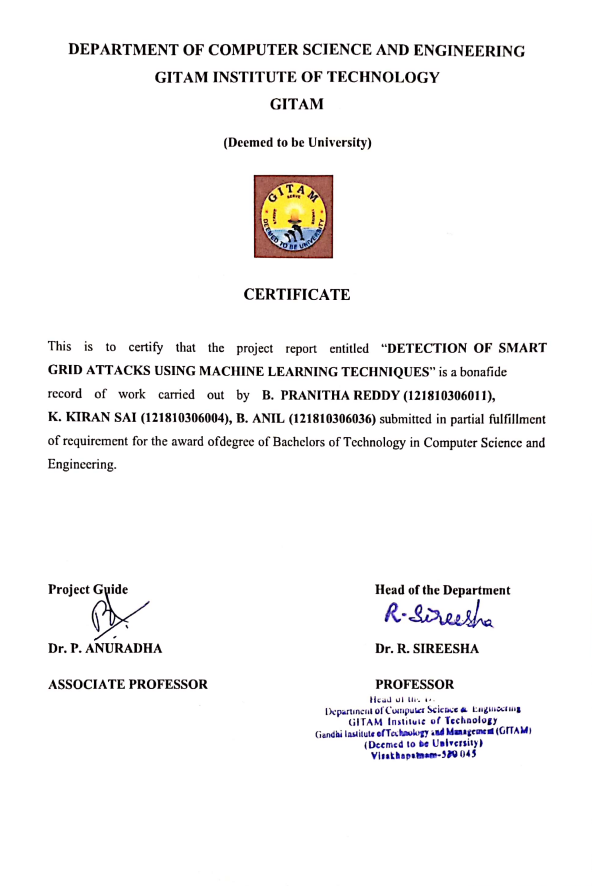 DEPARTMENT OF COMPUTER SCIENCE AND ENGINEERING
GITAM INSTITUTE OF TECHNOLOGY
GITAM
(Deemed to be University)
GITAM
DEEMED TO BE UNIVERSITY
CERTIFICATE
This is to certify that the project report entitled “DETECTION OF SMART
GRID ATTACKS USING MACHINE LEARNING TECHNIQUES” is a bonafide
record of work carried out by B. PRANITHA REDDY (121810306011),
K. KIRAN SAI (121810306004), B. ANIL (121810306036) submitted in partial fulfillment
of requirement for the award ofdegree of Bachelors of Technology in Computer Science and
Engineering.
Project Guide
Head of the Department
R. Sireesha
Dr. P. ANURADHA
Dr. R. SIREESHA
ASSOCIATE PROFESSOR
PROFESSOR
Head of the
Department of Computer Science & Engineering
GITAM Institute of Technology
Gandhi Institute of Technology and Management (GITAM)
(Deemed to be University)
Visakhapatnam-530 045